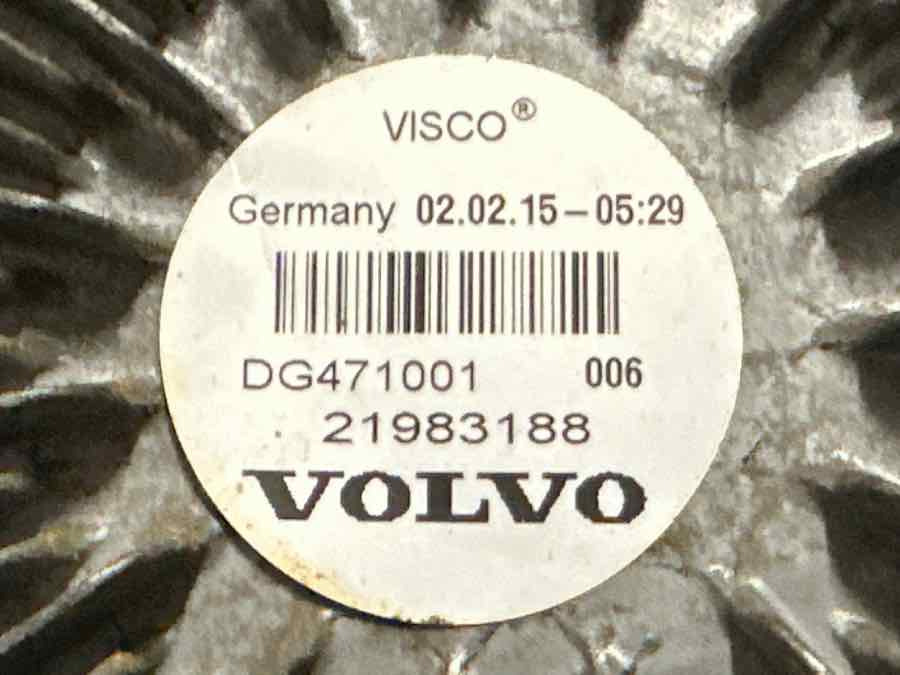 VISCO®
Germany 02.02.15–05:29
DG471001 006
21983188
VOLVO